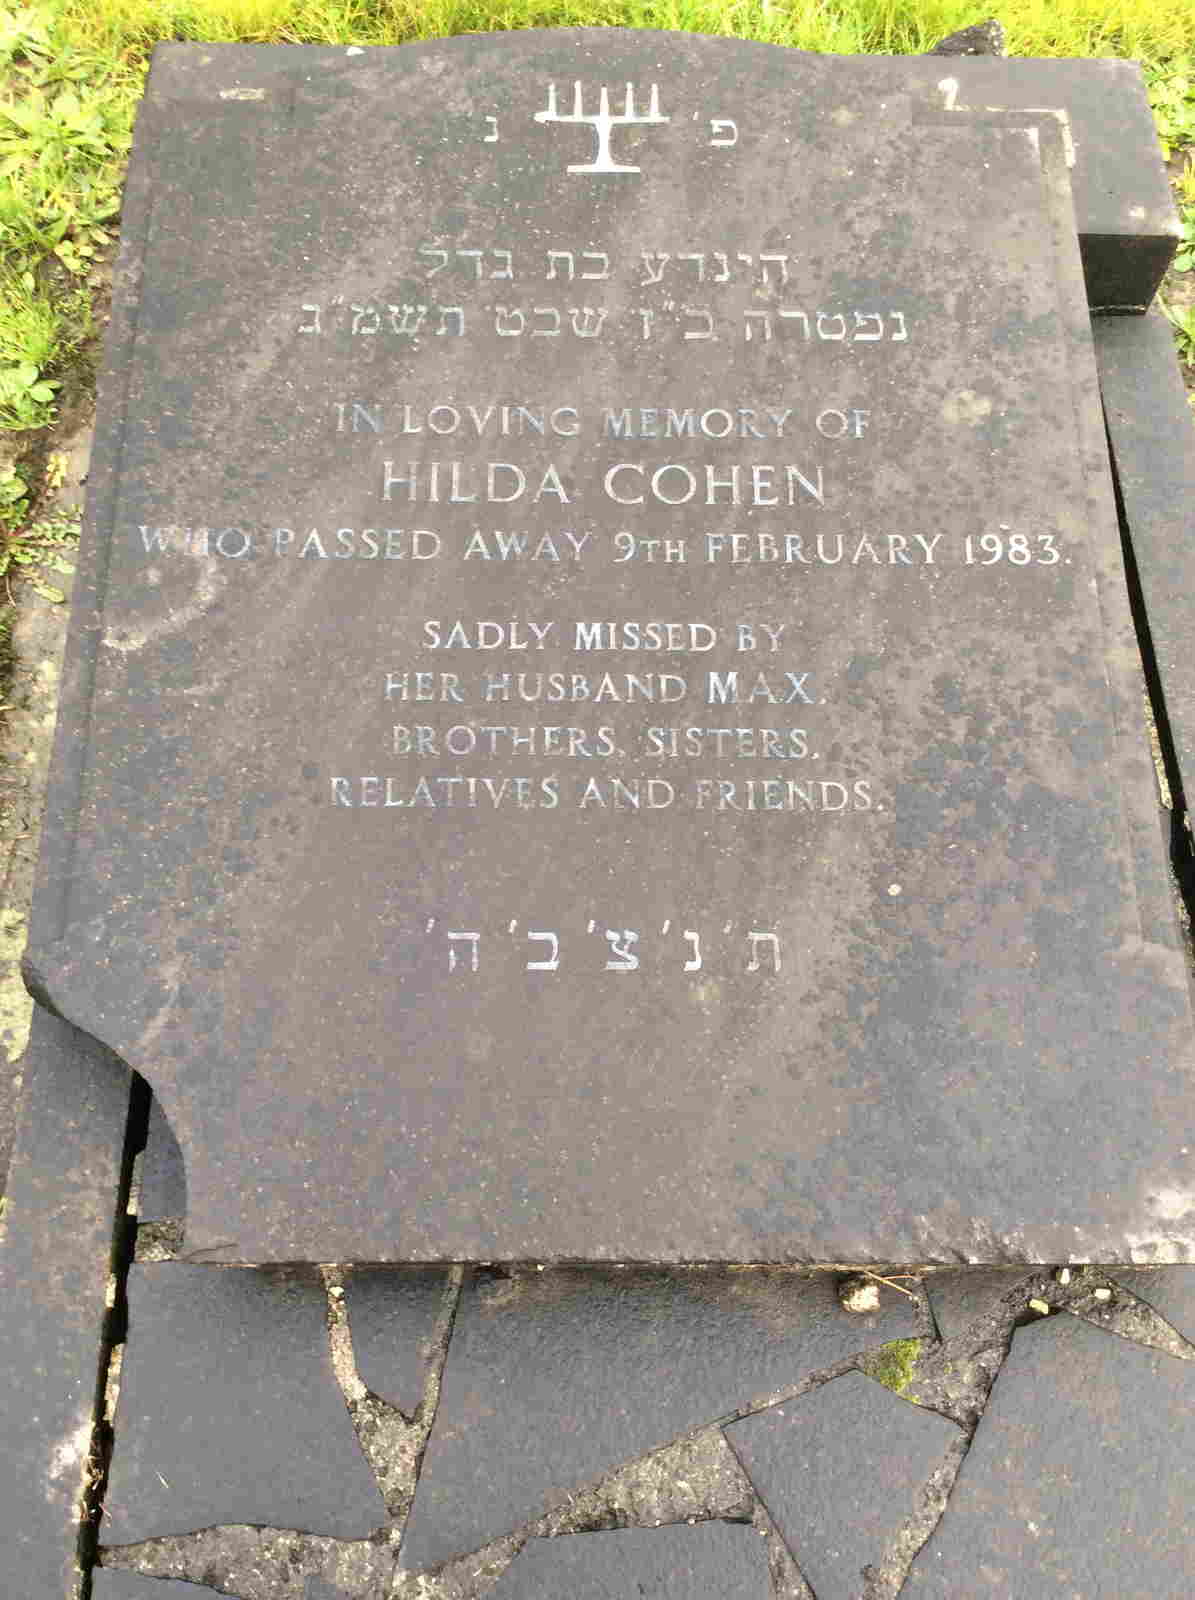 פ' נ'
הינדע בת גדל
נפטרה כ"ו שבט תשמ"ג
IN LOVING MEMORY OF
HILDA COHEN
WHO PASSED AWAY 9TH FEBRUARY 1983.
SADLY MISSED BY
HER HUSBAND MAX,
BROTHERS, SISTERS,
RELATIVES AND FRIENDS.
ת' נ' צ' ב' ה'